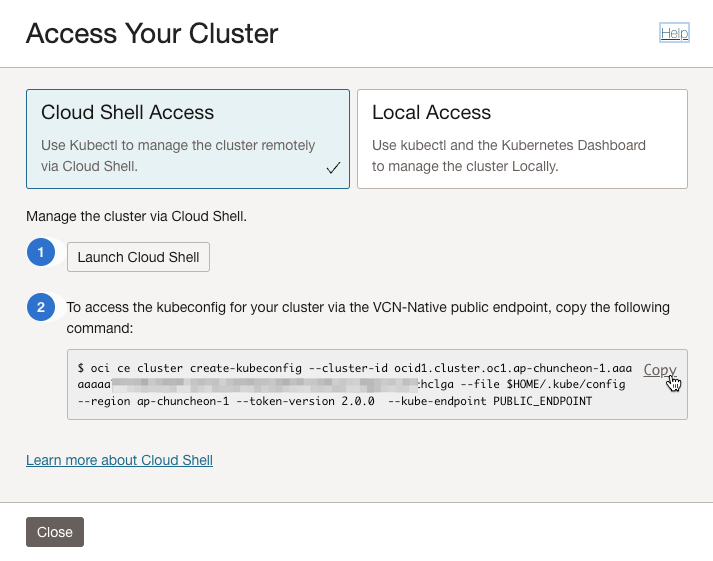 Access Your Cluster
Help
Cloud Shell Access
Use Kubectl to manage the cluster remotely
via Cloud Shell.
Local Access
Use kubectl and the Kubernetes Dashboard
to manage the cluster Locally.
Manage the cluster via Cloud Shell.
1
Launch Cloud Shell
2
To access the kubeconfig for your cluster via the VCN-Native public endpoint, copy the following
command:
$ oci ce cluster create-kubeconfig --cluster-id ocid1.cluster.oc1.ap-chuncheon-1.aaa
Copy
aaaaa chclga --file $HOME/.kube/config
--region ap-chuncheon-1 --token-version 2.0.0  --kube-endpoint PUBLIC_ENDPOINT
Learn more about Cloud Shell
Close